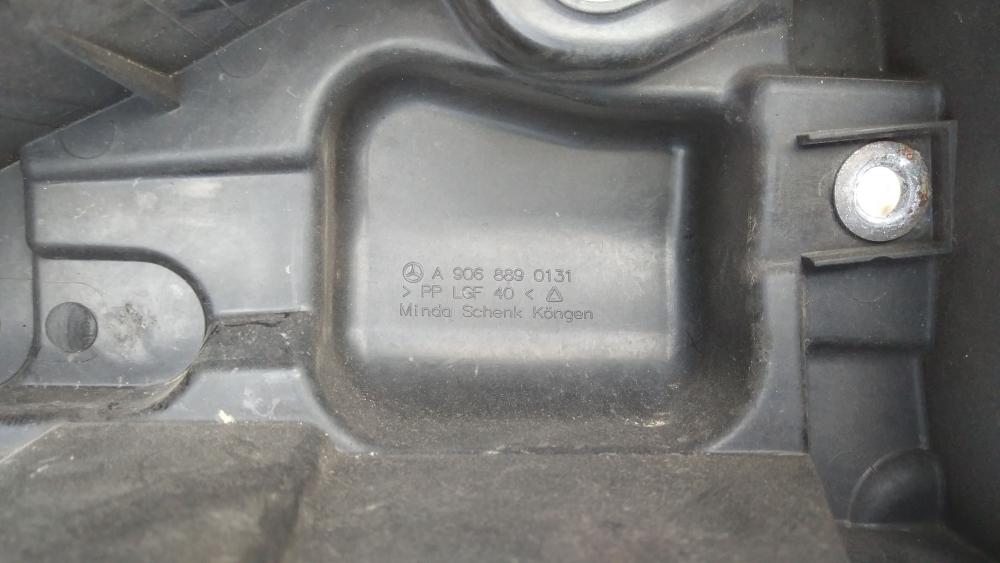 A 906 889 0131
> PP LGF 40 <
Minda Schenk Köngen